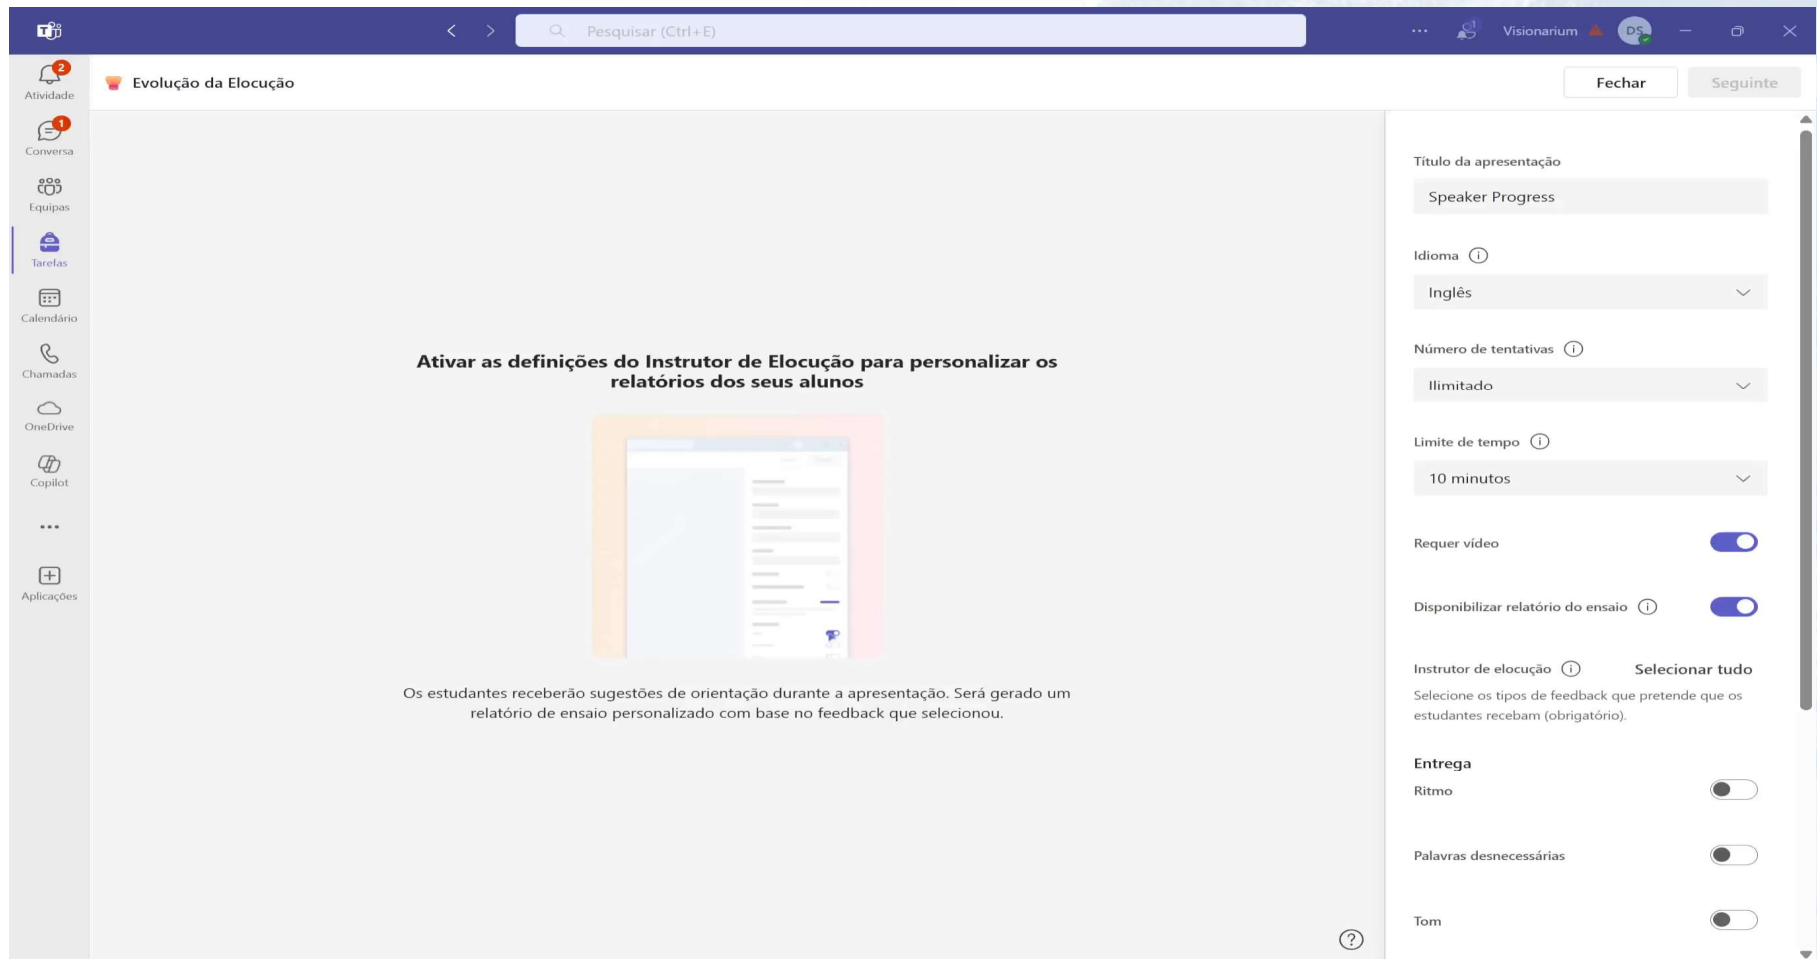 Pesquisar (Ctrl+E)
1
Visionarium
DS
2
Atividade
1
Conversa
Equipas
Tarefas
Calendário
Chamadas
OneDrive
Copilot
Aplicações
Evolução da Elocução
Fechar
Seguinte
Ativar as definições do Instrutor de Elocução para personalizar os
relatórios dos seus alunos
Os estudantes receberão sugestões de orientação durante a apresentação. Será gerado um
relatório de ensaio personalizado com base no feedback que selecionou.
Título da apresentação
Speaker Progress
Idioma
Inglês
Número de tentativas
Ilimitado
Limite de tempo
10 minutos
Requer vídeo
Disponibilizar relatório do ensaio
Instrutor de elocução Selecionar tudo
Selecione os tipos de feedback que pretende que os
estudantes recebam (obrigatório).
Entrega
Ritmo
Palavras desnecessárias
Tom